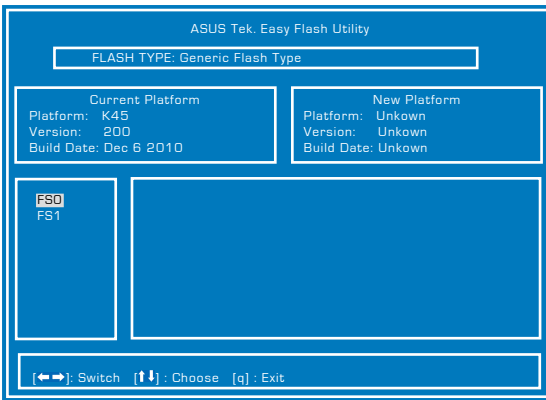 ASUS Tek. Easy Flash Utility
FLASH TYPE: Generic Flash Type
Current Platform
Platform: K45
Version: 200
Build Date: Dec 6 2010
New Platform
Platform: Unkown
Version: Unkown
Build Date: Unkown
FS0
FS1
[←→]: Switch [↑↓] : Choose [q] : Exit